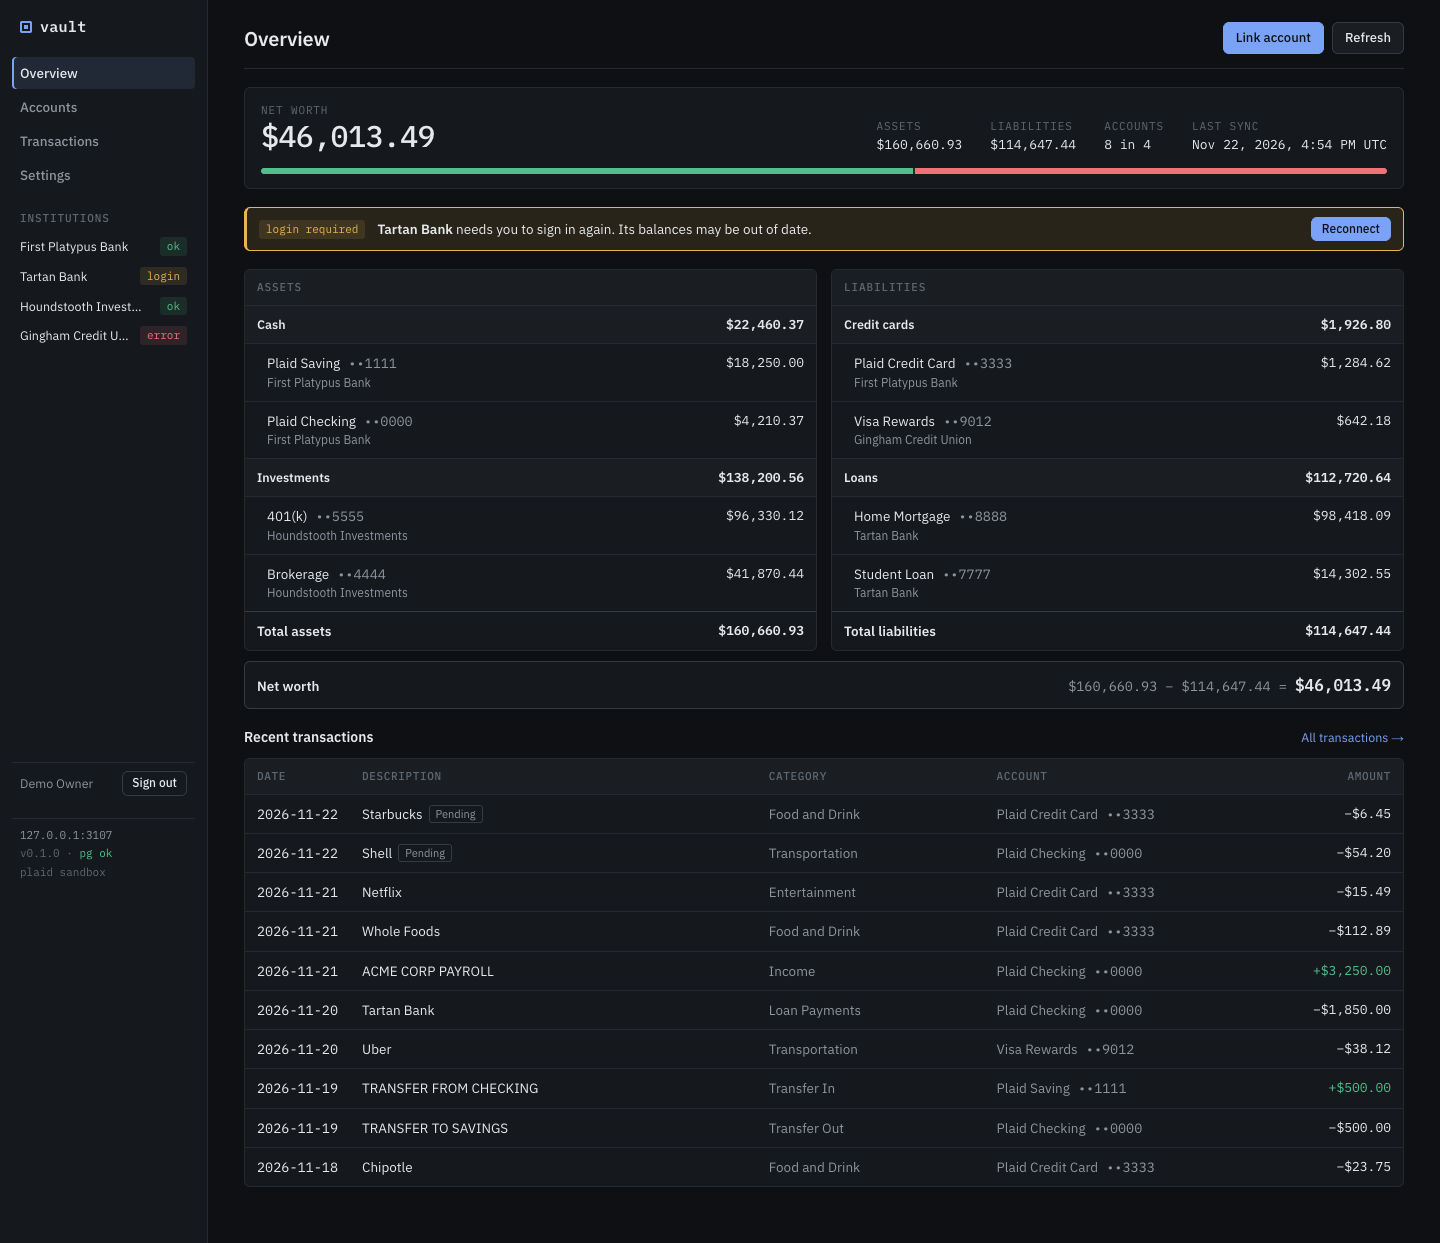 vault
Overview
Accounts
Transactions
Settings
INSTITUTIONS
First Platypus Bank ok
Tartan Bank login
Houndstooth Invest... ok
Gingham Credit U... error
Demo Owner Sign out
127.0.0.1:3107
v0.1.0 · pg ok
plaid sandbox
Overview
Link account Refresh
NET WORTH
$46,013.49
ASSETS LIABILITIES ACCOUNTS LAST SYNC
$160,660.93 $114,647.44 8 in 4 Nov 22, 2026, 4:54 PM UTC
login required Tartan Bank needs you to sign in again. Its balances may be out of date. Reconnect
ASSETS
Cash $22,460.37
Plaid Saving ••1111 $18,250.00
First Platypus Bank
Plaid Checking ••0000 $4,210.37
First Platypus Bank
Investments $138,200.56
401(k) ••5555 $96,330.12
Houndstooth Investments
Brokerage ••4444 $41,870.44
Houndstooth Investments
Total assets $160,660.93
LIABILITIES
Credit cards $1,926.80
Plaid Credit Card ••3333 $1,284.62
First Platypus Bank
Visa Rewards ••9012 $642.18
Gingham Credit Union
Loans $112,720.64
Home Mortgage ••8888 $98,418.09
Tartan Bank
Student Loan ••7777 $14,302.55
Tartan Bank
Total liabilities $114,647.44
Net worth $160,660.93 − $114,647.44 = $46,013.49
Recent transactions All transactions →
DATE DESCRIPTION CATEGORY ACCOUNT AMOUNT
2026-11-22 Starbucks Pending Food and Drink Plaid Credit Card ••3333 −$6.45
2026-11-22 Shell Pending Transportation Plaid Checking ••0000 −$54.20
2026-11-21 Netflix Entertainment Plaid Credit Card ••3333 −$15.49
2026-11-21 Whole Foods Food and Drink Plaid Credit Card ••3333 −$112.89
2026-11-21 ACME CORP PAYROLL Income Plaid Checking ••0000 +$3,250.00
2026-11-20 Tartan Bank Loan Payments Plaid Checking ••0000 −$1,850.00
2026-11-20 Uber Transportation Visa Rewards ••9012 −$38.12
2026-11-19 TRANSFER FROM CHECKING Transfer In Plaid Saving ••1111 +$500.00
2026-11-19 TRANSFER TO SAVINGS Transfer Out Plaid Checking ••0000 −$500.00
2026-11-18 Chipotle Food and Drink Plaid Credit Card ••3333 −$23.75